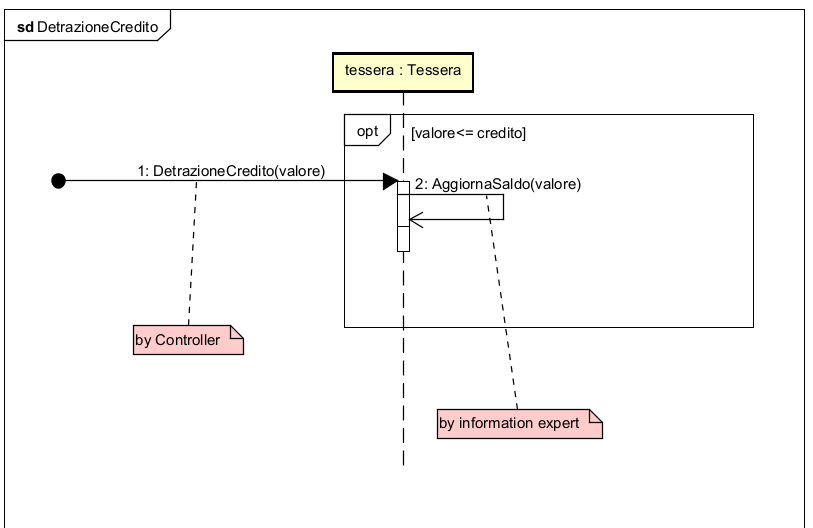 sd DetrazioneCredito
tessera : Tessera
opt
[valore<= credito]
1: DetrazioneCredito(valore)
2: AggiornaSaldo(valore)
by Controller
by information expert